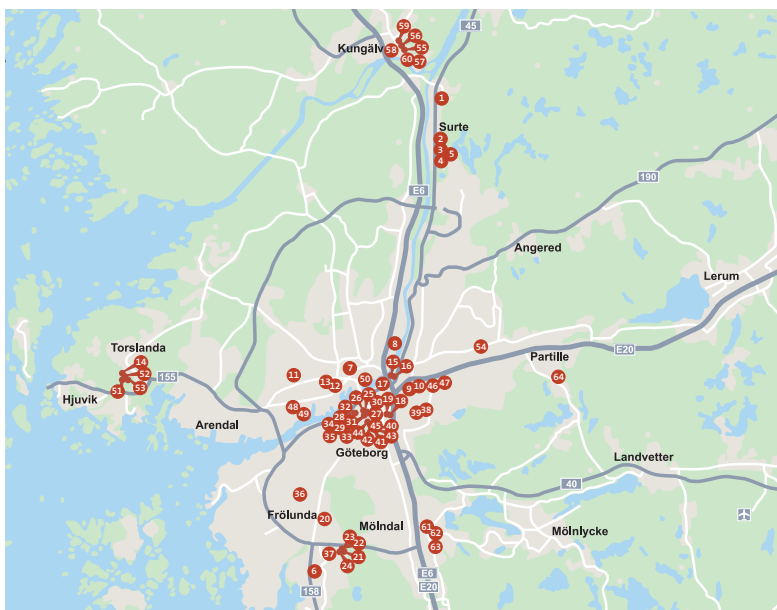 59
45
56
Kungälv 58 55
60 57
1
Surte
2
3 5
4
190
E6
Angered
Lerum
8
54
E20
Torslanda
Partille
14
15 16
7
52
11
64
155
13 12 50 17
53
51
9 10 46 47
Hjuvik
26 25 19
18
30
48
32
49
27
39 38
Arendal
28
31
34 29
45 40
35 33 44
42 41 43
Göteborg
Landvetter
40
36
Frölunda 20
Mölndal
61
62
Mölnlycke
23
22
63
37
21
24
6
E6
E20
158